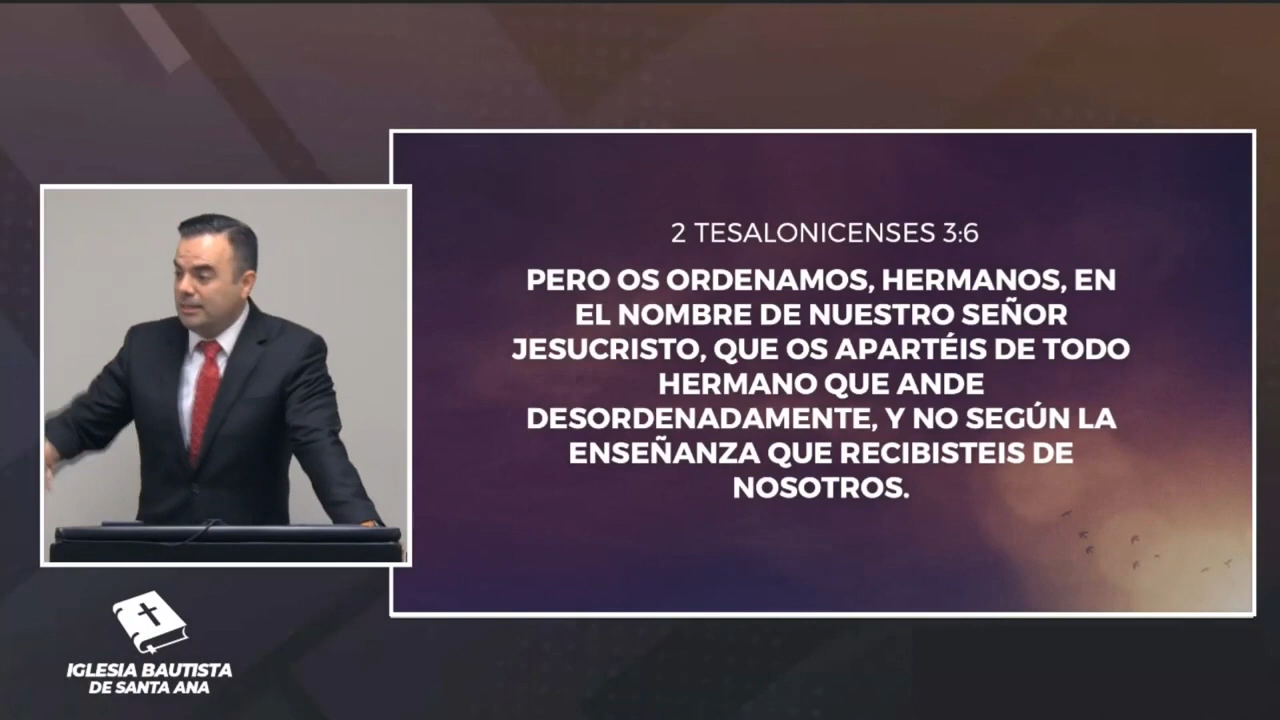 2 TESALONICENSES 3:6
PERO OS ORDENAMOS, HERMANOS, EN
EL NOMBRE DE NUESTRO SEÑOR
JESUCRISTO, QUE OS APARTÉIS DE TODO
HERMANO QUE ANDE
DESORDENADAMENTE, Y NO SEGÚN LA
ENSEÑANZA QUE RECIBISTEIS DE
NOSOTROS.
IGLESIA BAUTISTA
DE SANTA ANA